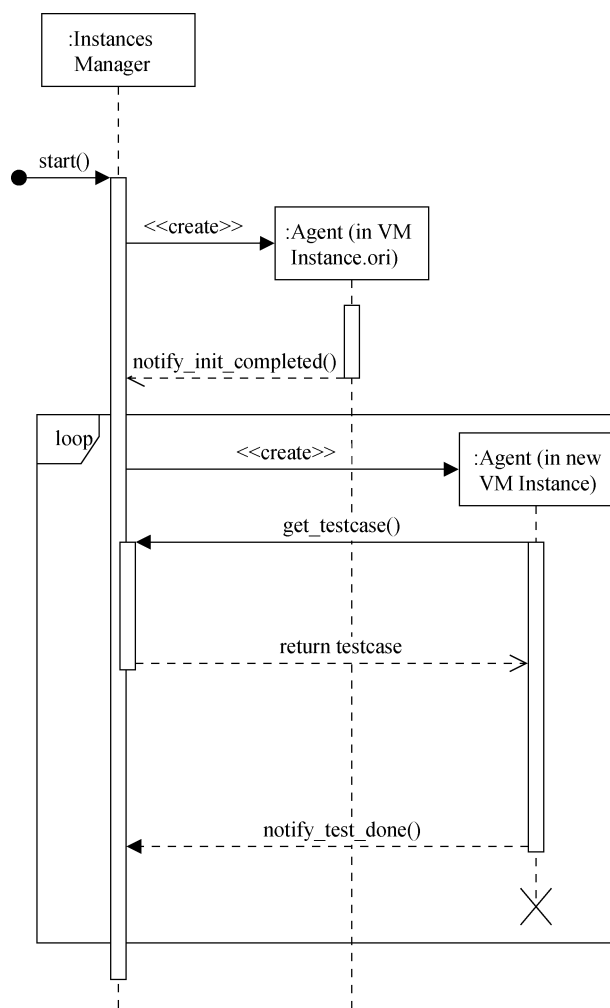 :Instances
Manager
start()
<<create>>
:Agent (in VM
Instance.ori)
notify_init_completed()
loop
<<create>>
:Agent (in new
VM Instance)
get_testcase()
return testcase
notify_test_done()